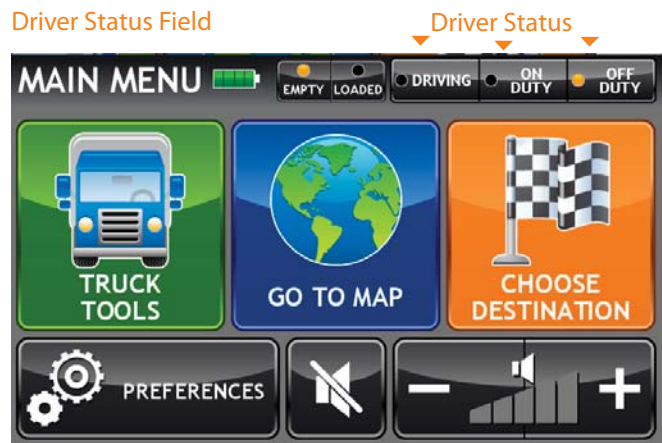 Driver Status Field
Driver Status
MAIN MENU
EMPTY
LOADED
DRIVING
ON
DUTY
OFF
DUTY
TRUCK
TOOLS
GO TO MAP
CHOOSE
DESTINATION
PREFERENCES